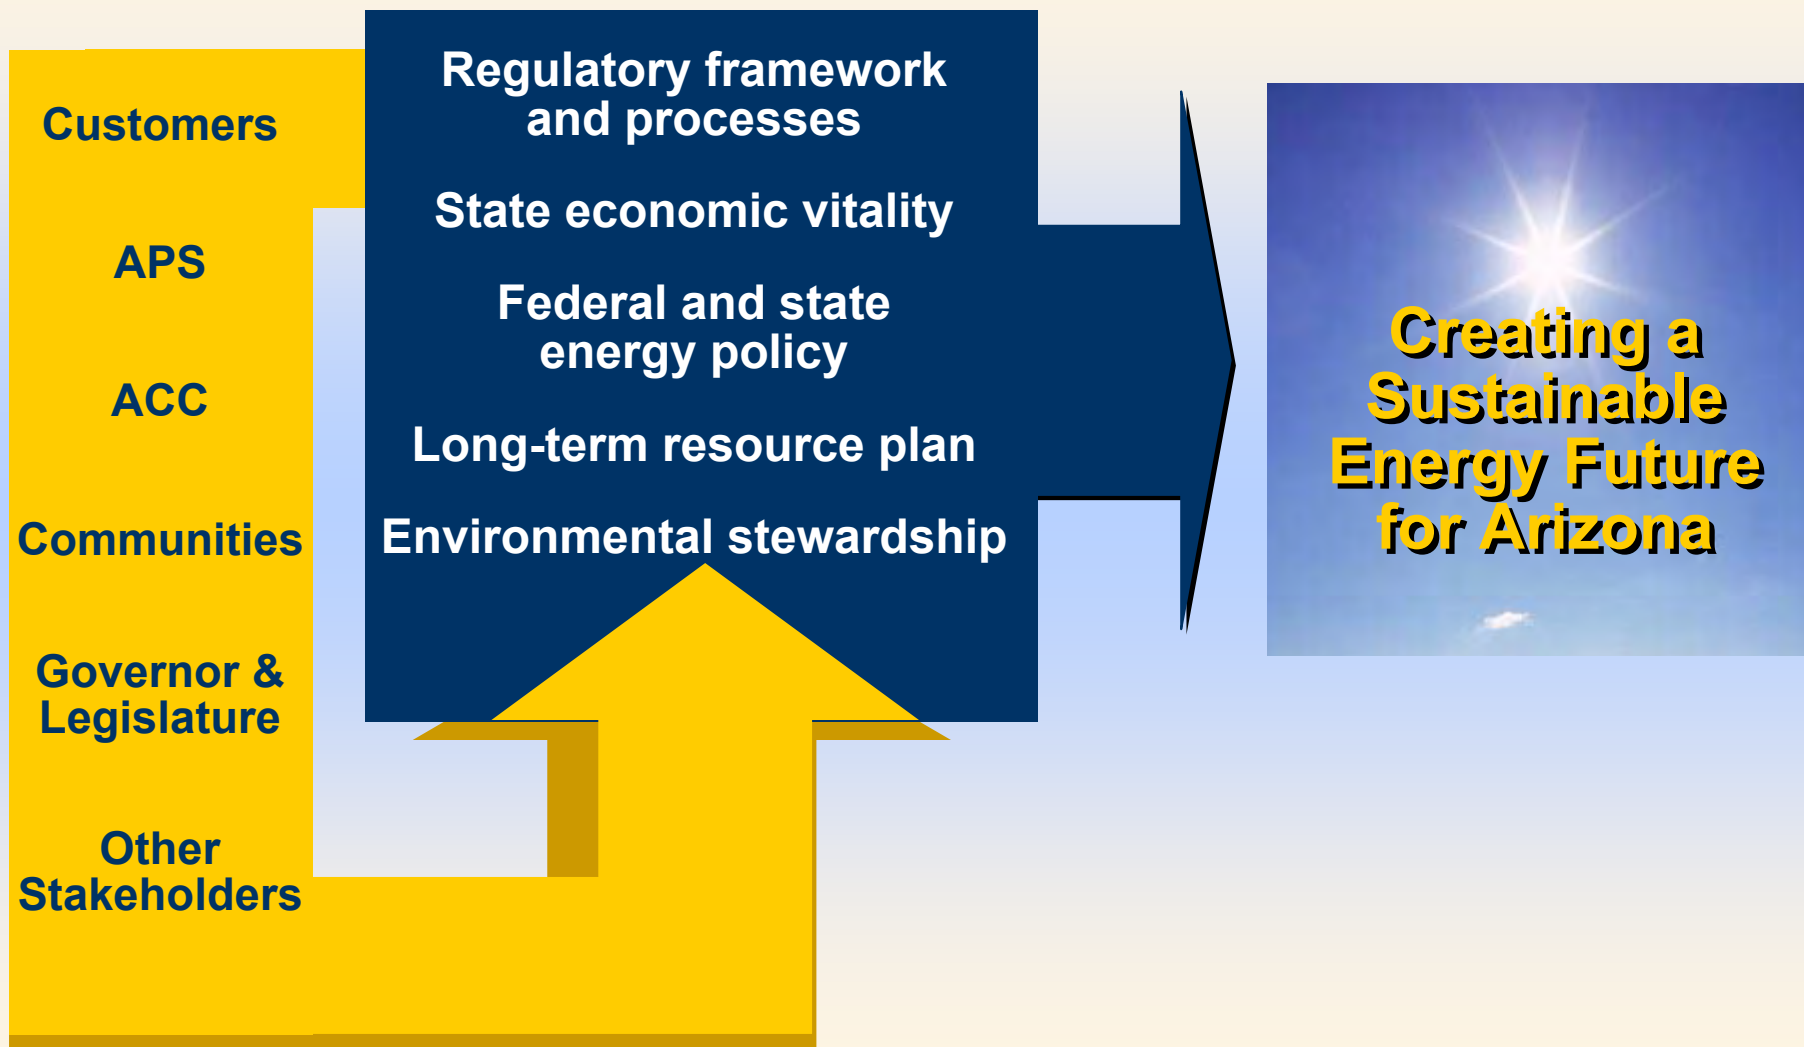 Customers
APS
ACC
Communities
Governor &
Legislature
Other
Stakeholders
Regulatory framework
and processes
State economic vitality
Federal and state
energy policy
Long-term resource plan
Environmental stewardship
Creating a
Sustainable
Energy Future
for Arizona